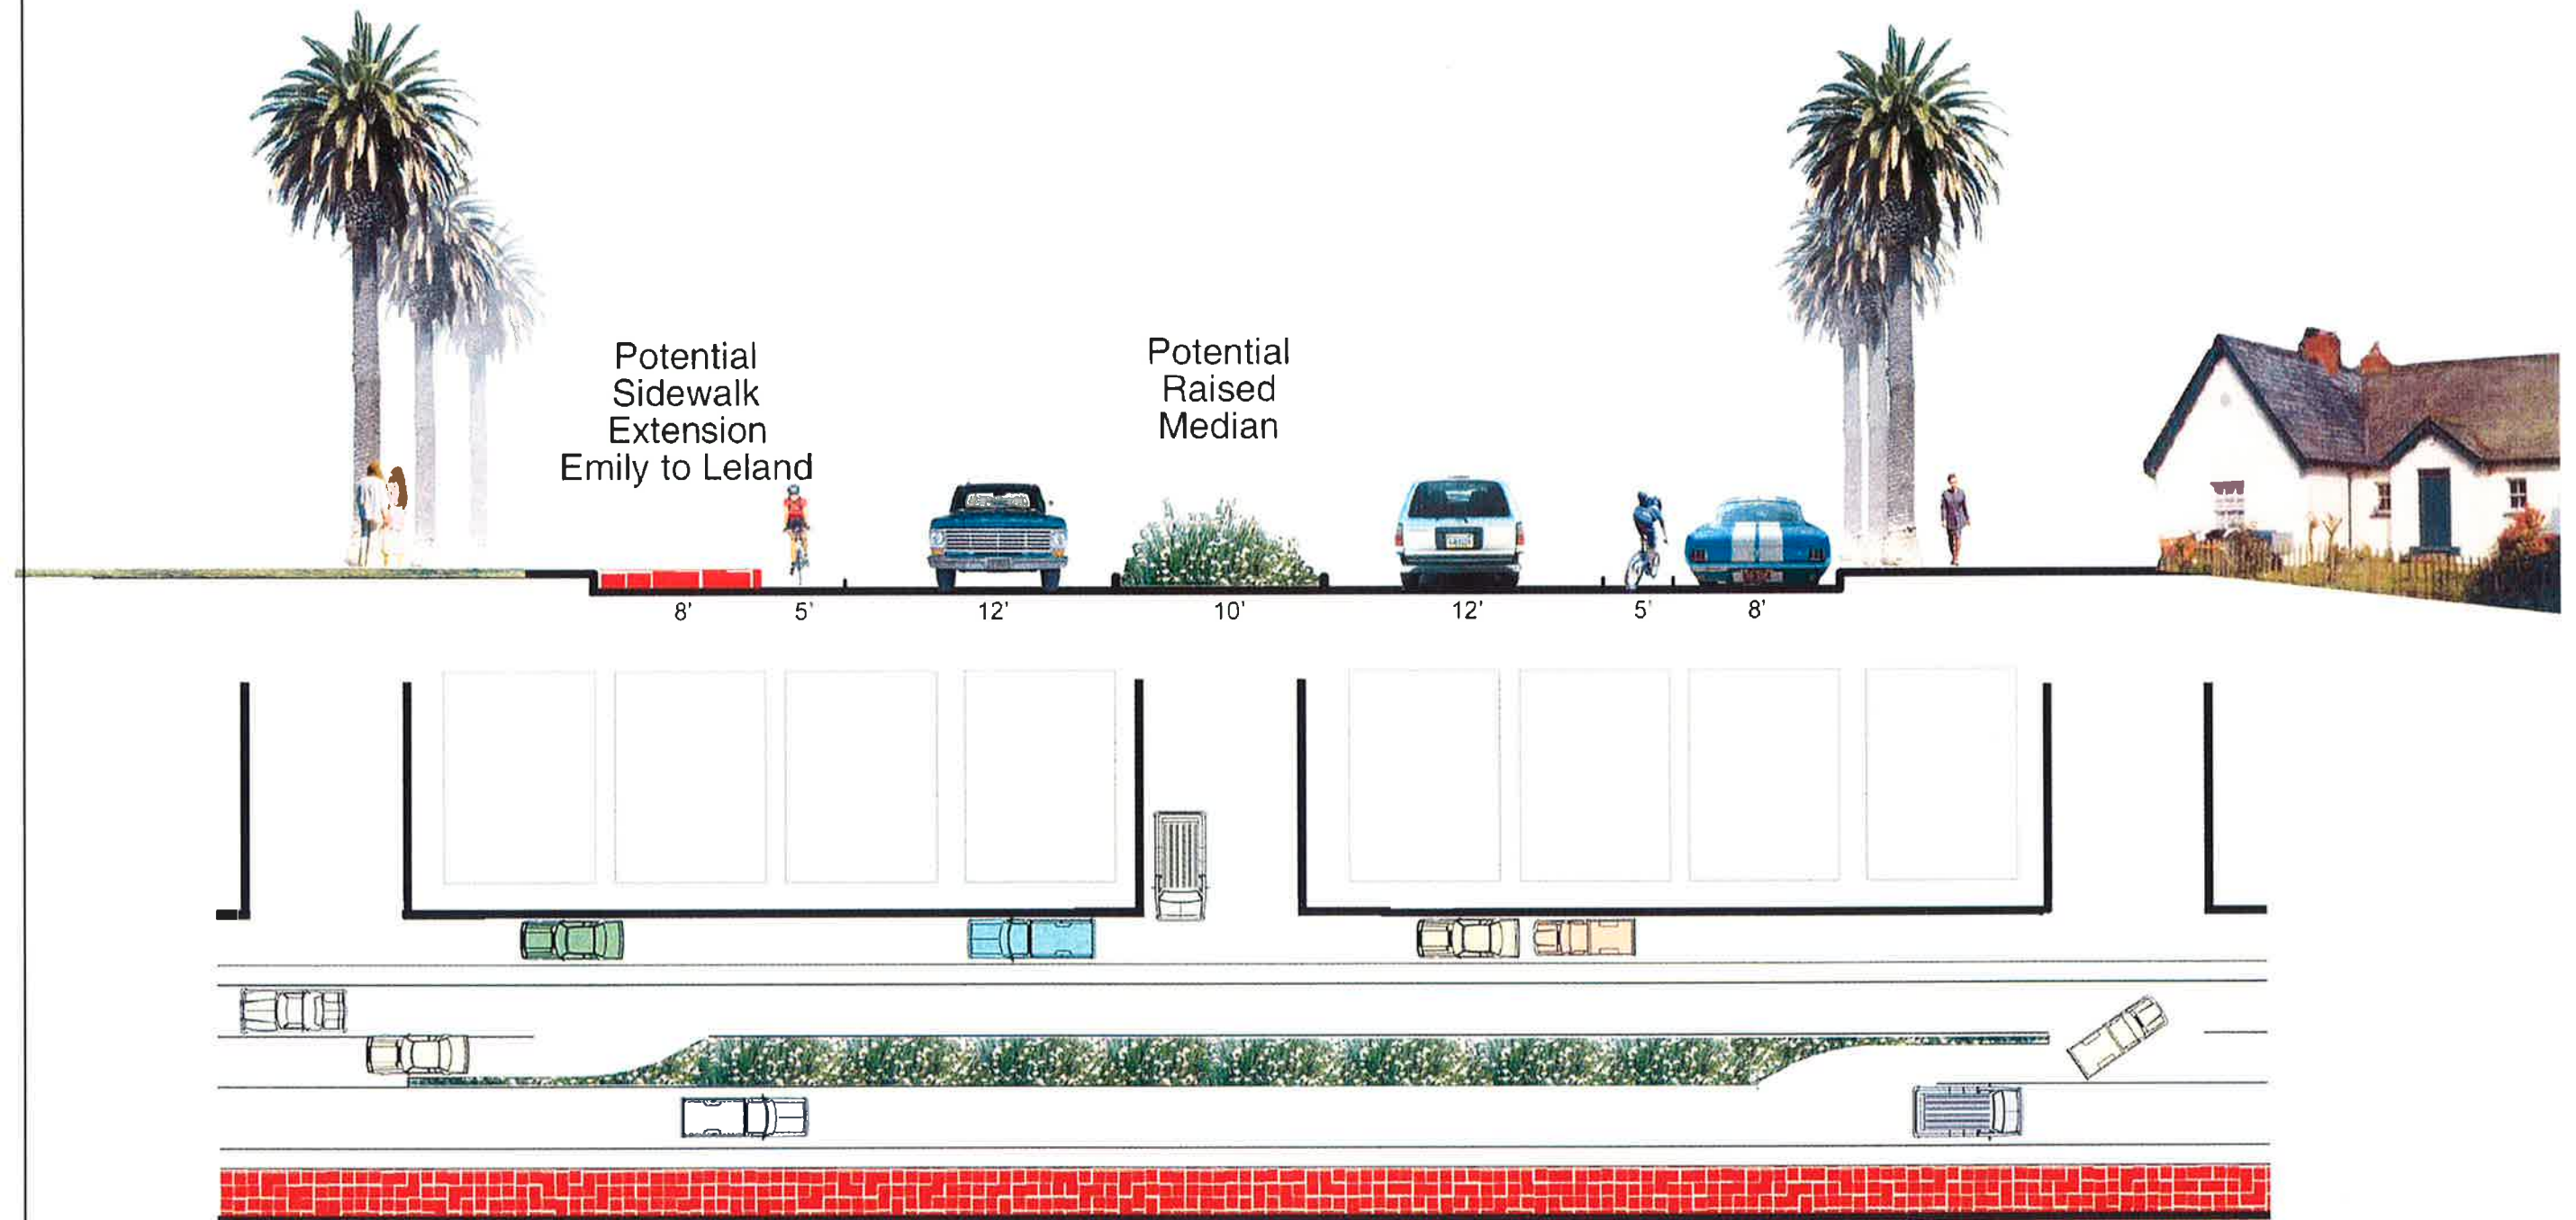 Potential
Sidewalk
Extension
Emily to Leland
Potential
Raised
Median
8' 5' 12' 10' 12' 5' 8'